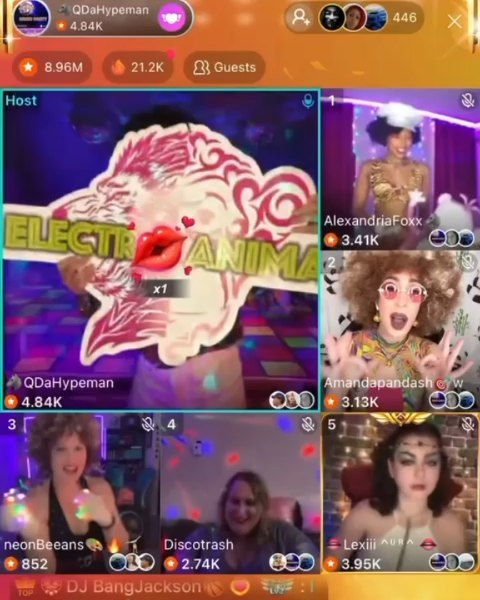 QDaHypeman
4.84K
446
8.96M
21.2K
Guests
Host
1
AlexandriaFoxx
3.41K
ELECTR ANIMA
x1
QDaHypeman
4.84K
2
Amandapandash w
3.13K
3
neonBeeans
852
4
Discotrash
2.74K
5
Lexiii ᴬᵁᴿᴬ
3.95K
TOP
DJ BangJackson